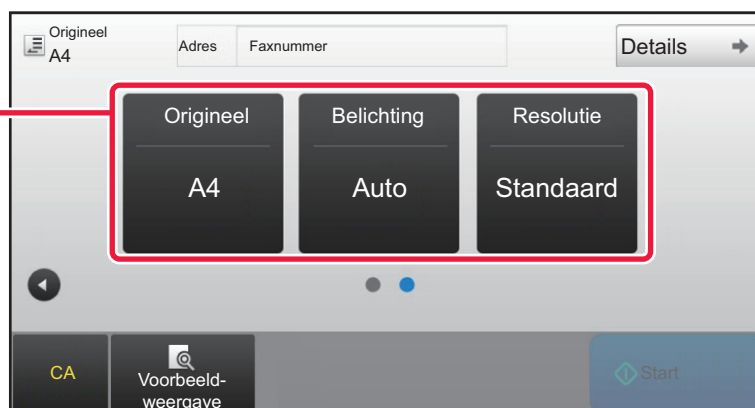 Origineel
A4
Adres Faxnummer
Details
Origineel Belichting Resolutie
A4 Auto Standaard
CA
Voorbeeld-
weergave
Start